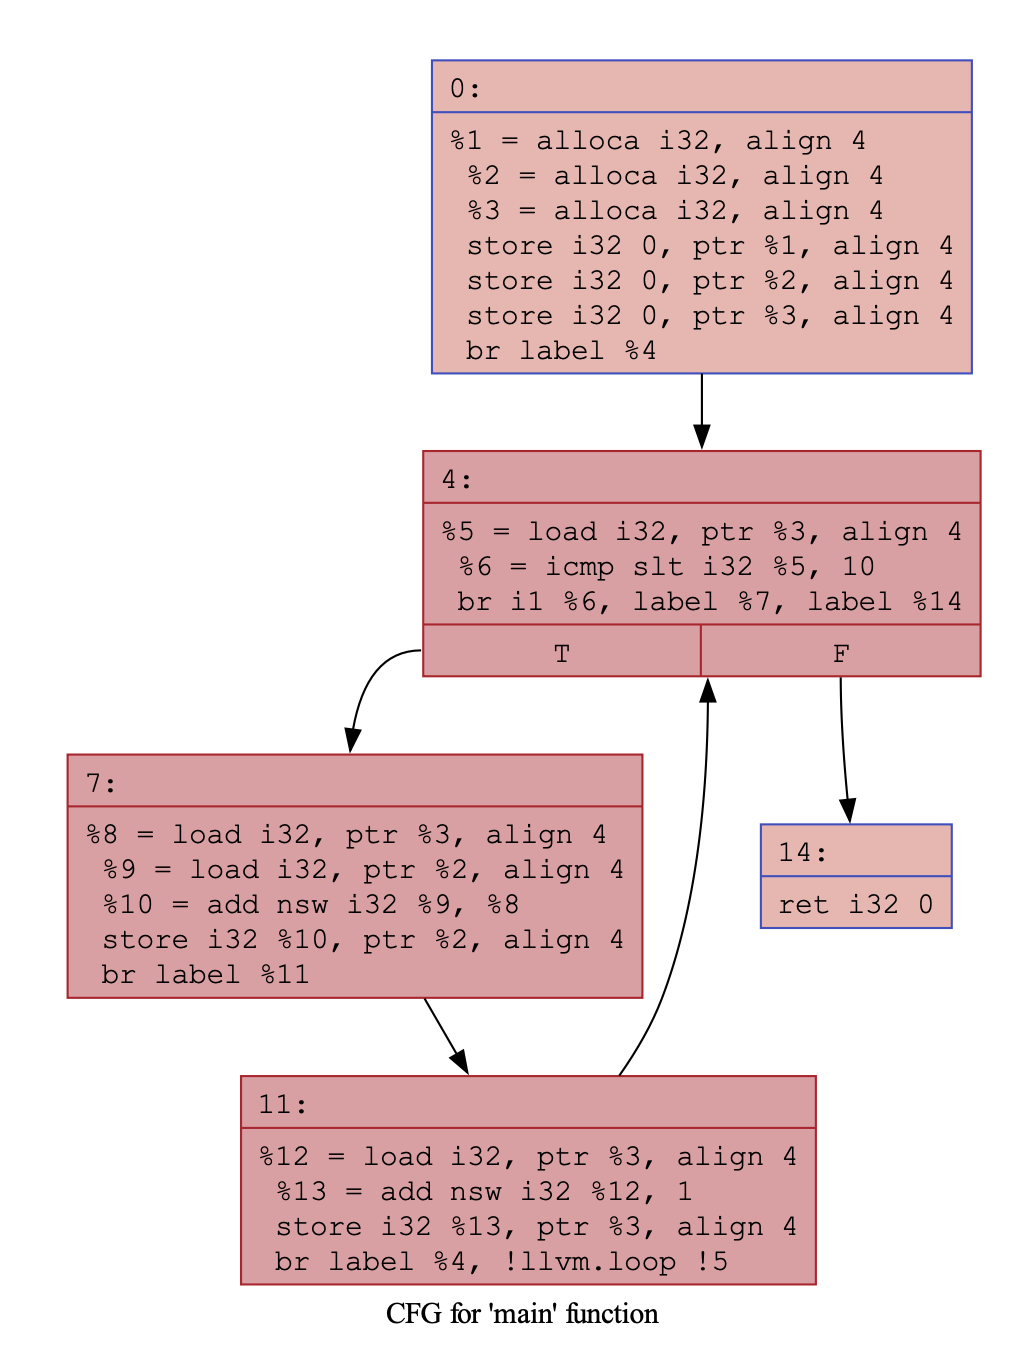 0:
%1 = alloca i32, align 4
%2 = alloca i32, align 4
%3 = alloca i32, align 4
store i32 0, ptr %1, align 4
store i32 0, ptr %2, align 4
store i32 0, ptr %3, align 4
br label %4
4:
%5 = load i32, ptr %3, align 4
%6 = icmp slt i32 %5, 10
br i1 %6, label %7, label %14
T
F
7:
%8 = load i32, ptr %3, align 4
%9 = load i32, ptr %2, align 4
%10 = add nsw i32 %9, %8
store i32 %10, ptr %2, align 4
br label %11
14:
ret i32 0
11:
%12 = load i32, ptr %3, align 4
%13 = add nsw i32 %12, 1
store i32 %13, ptr %3, align 4
br label %4, !llvm.loop !5
CFG for 'main' function